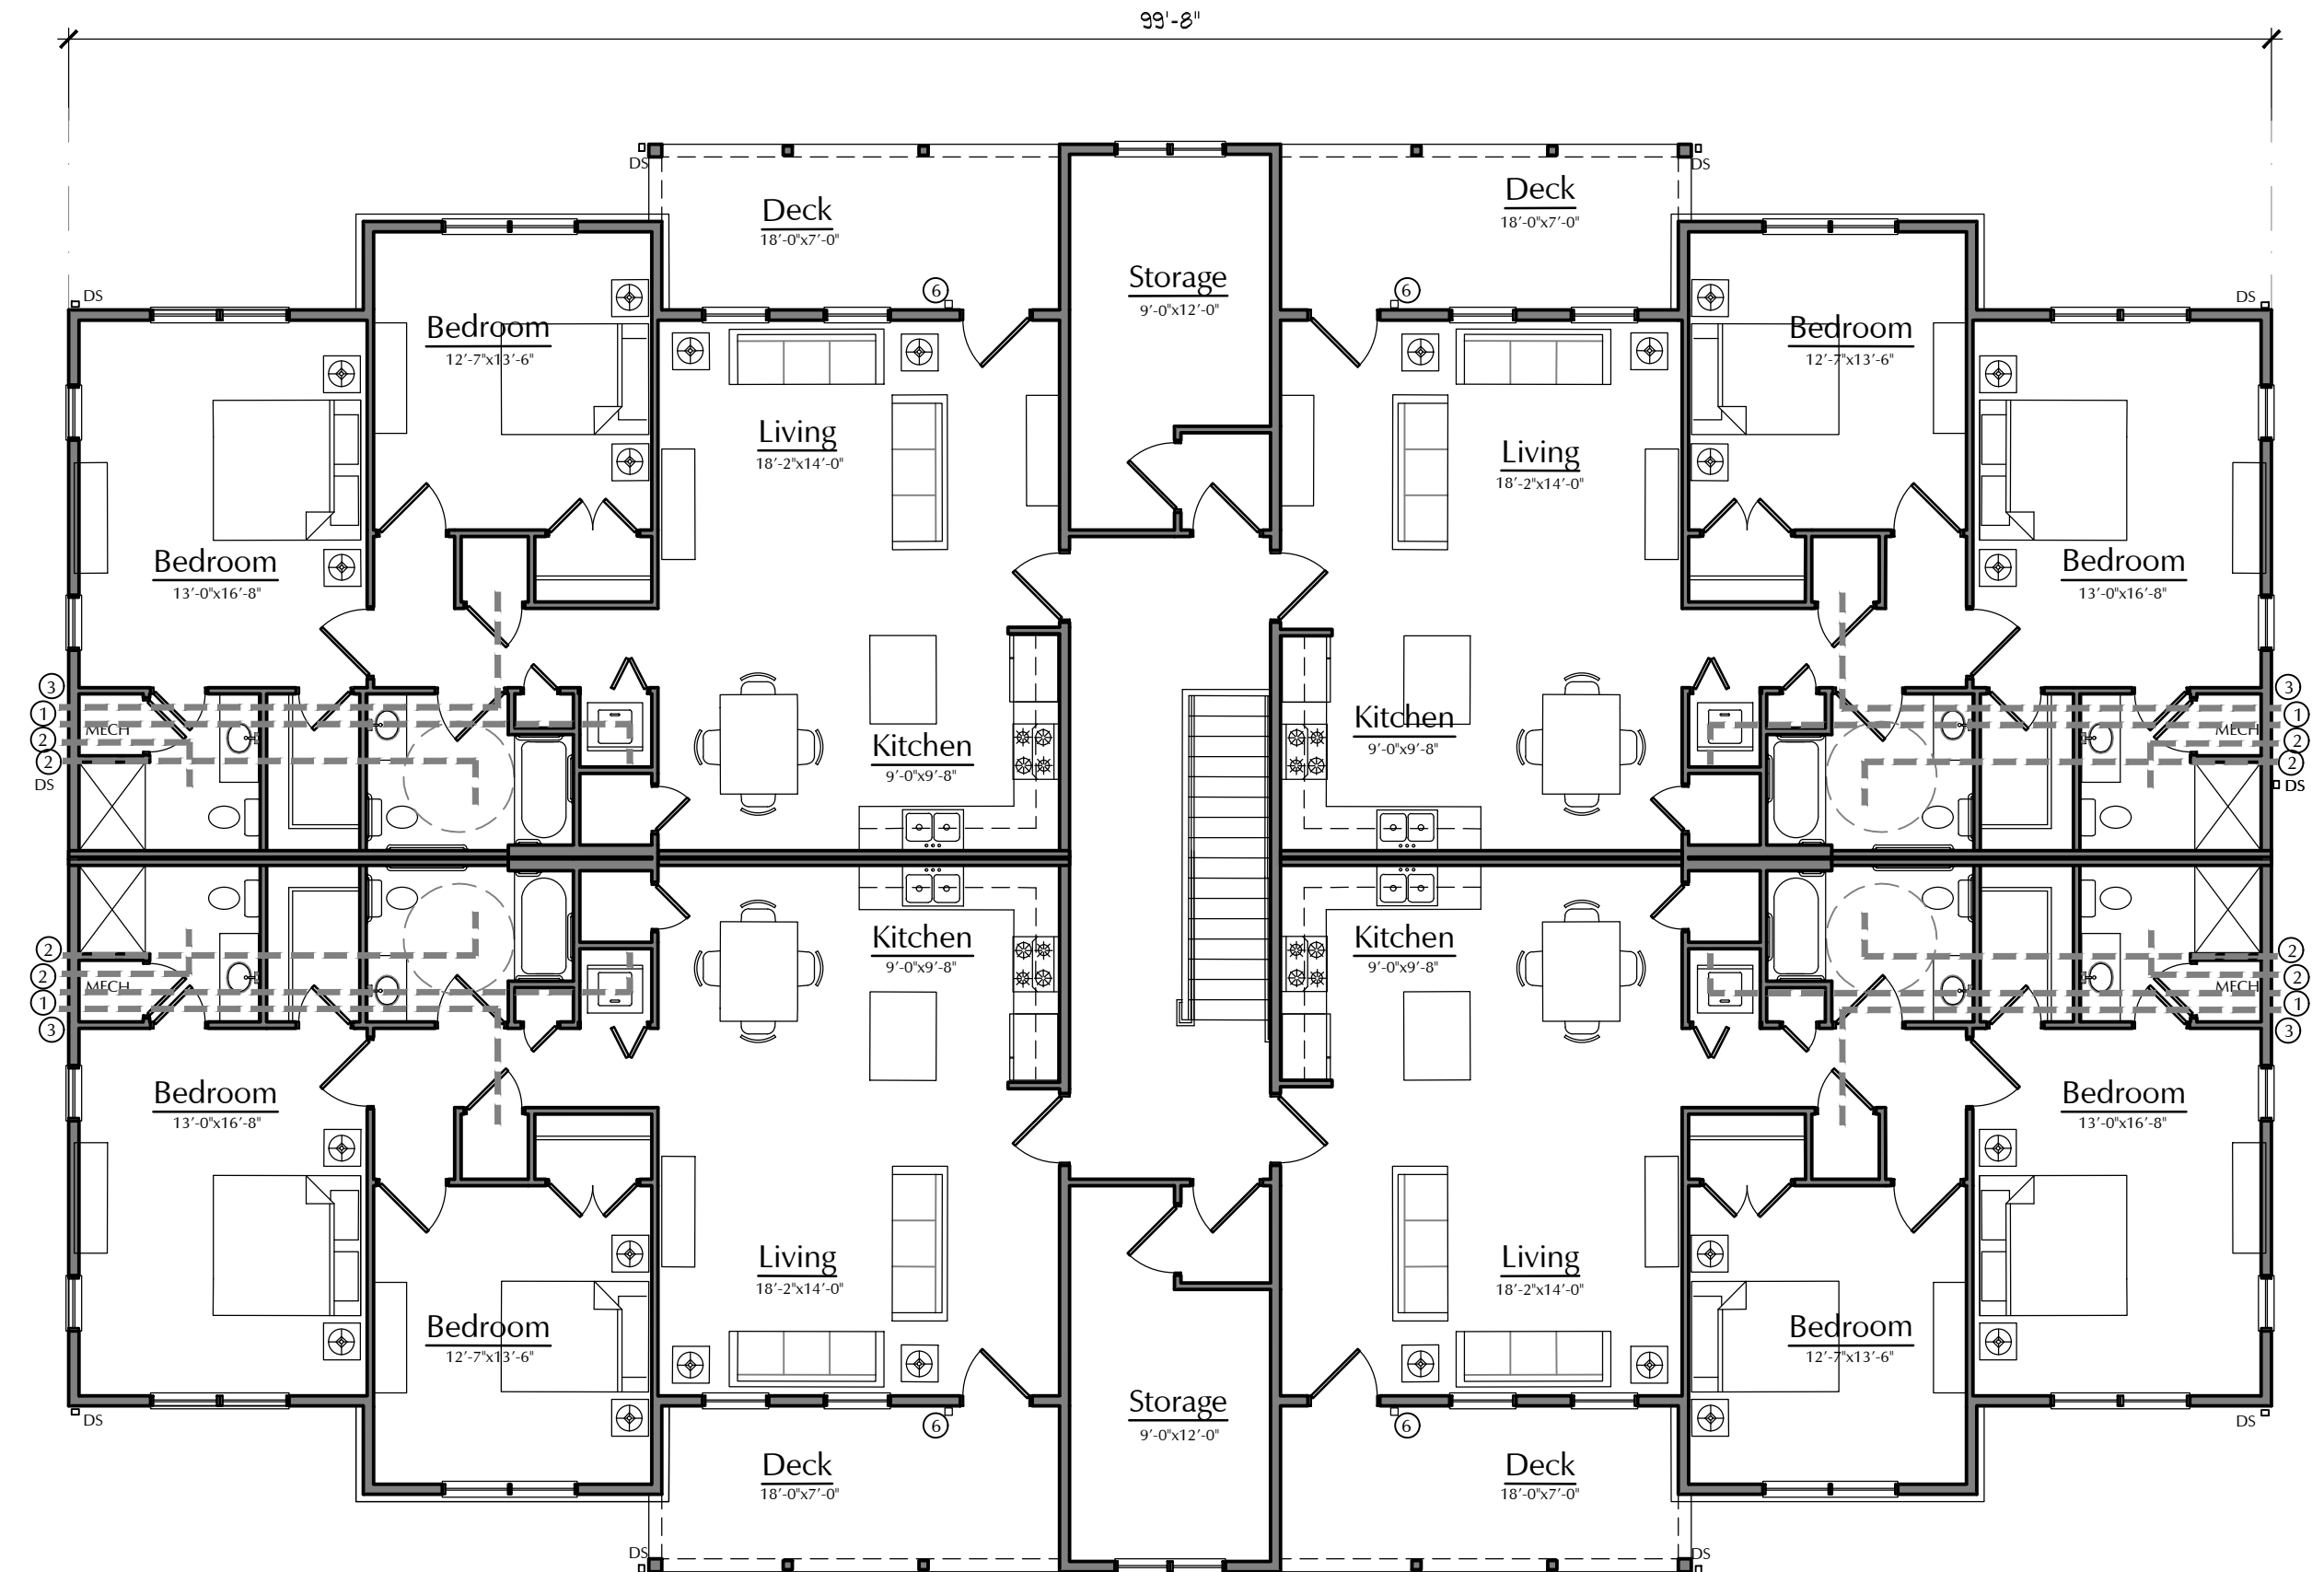 99'-8"
DS
DS
Deck
18'-0"x7'-0"
Deck
18'-0"x7'-0"
Storage
9'-0"x12'-0"
DS
6
6
DS
Bedroom
12'-7"x13'-6"
Bedroom
12'-7"x13'-6"
Living
18'-2"x14'-0"
Living
18'-2"x14'-0"
Bedroom
13'-0"x16'-8"
Bedroom
13'-0"x16'-8"
3
3
1
1
MECH
MECH
2
2
2
2
DS
DS
Kitchen
9'-0"x9'-8"
Kitchen
9'-0"x9'-8"
Kitchen
9'-0"x9'-8"
Kitchen
9'-0"x9'-8"
2
2
2
2
MECH
MECH
1
1
3
3
Bedroom
13'-0"x16'-8"
Bedroom
13'-0"x16'-8"
Living
18'-2"x14'-0"
Living
18'-2"x14'-0"
Bedroom
12'-7"x13'-6"
Bedroom
12'-7"x13'-6"
Storage
9'-0"x12'-0"
DS
6
6
DS
Deck
18'-0"x7'-0"
Deck
18'-0"x7'-0"
DS
DS